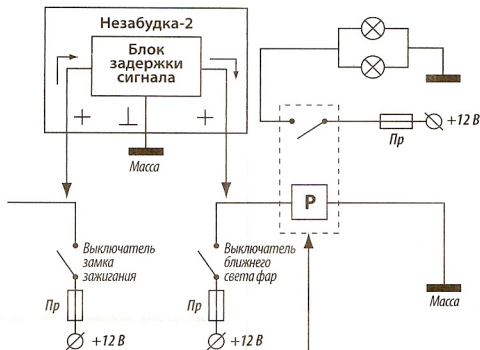 Незабудка-2
Блок
задержки
сигнала
+ ⊥ +
Масса
Пр
+12 В
Р
Выключатель
замка
зажигания
Пр
+12 В
Выключатель
ближнего
света фар
Пр
+12 В
Масса